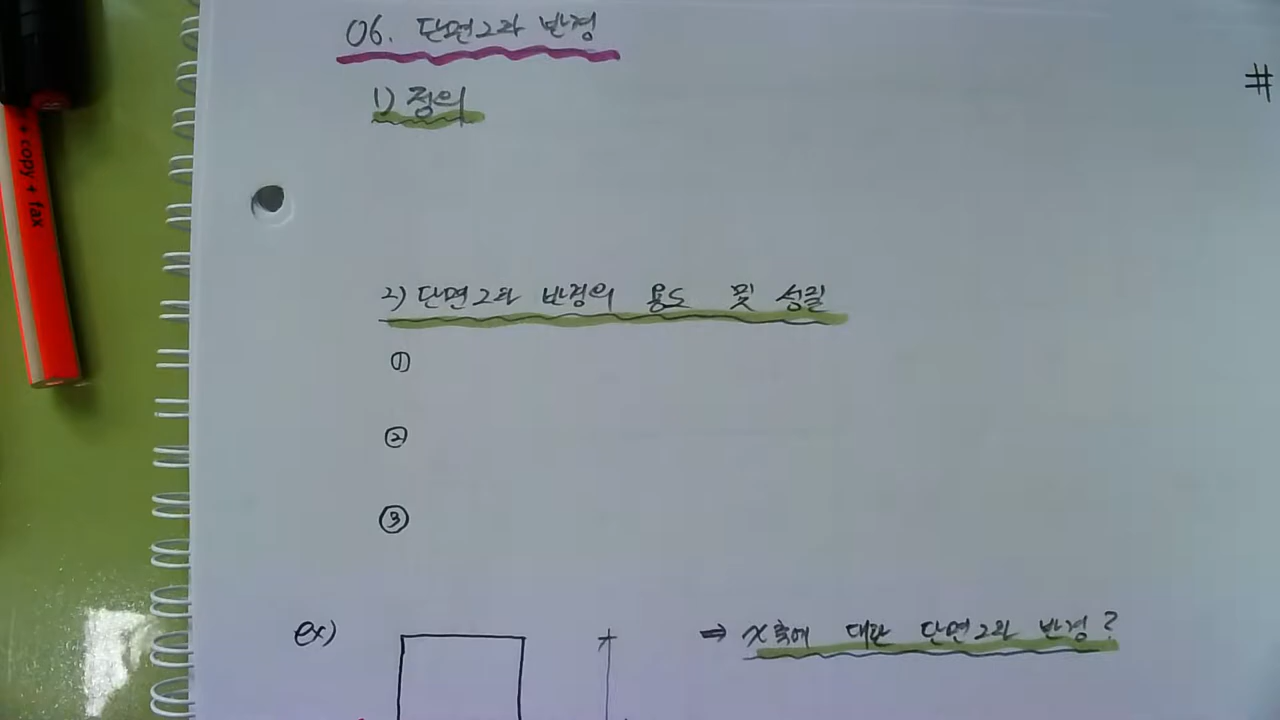 06. 단면2차 반경
#
1) 정의
+ copy + fax
2) 단면2차 반경의 용도 및 성질
①
②
③
ex)
⇒ x축에 대한 단면2차 반경?